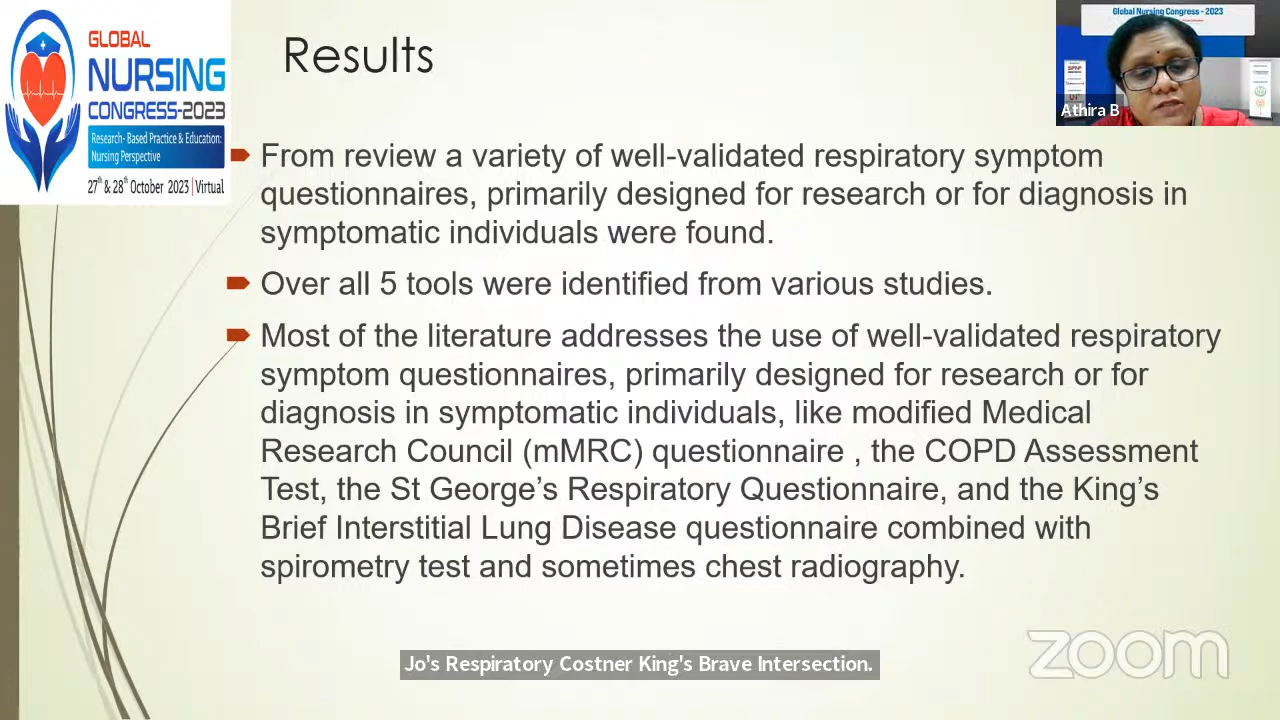 GLOBAL
NURSING
CONGRESS-2023
Research- Based Practice & Education:
Nursing Perspective
27th & 28th October 2023 | Virtual
Results
Global Nursing Congress - 2023
Athira B
From review a variety of well-validated respiratory symptom
questionnaires, primarily designed for research or for diagnosis in
symptomatic individuals were found.
Over all 5 tools were identified from various studies.
Most of the literature addresses the use of well-validated respiratory
symptom questionnaires, primarily designed for research or for
diagnosis in symptomatic individuals, like modified Medical
Research Council (mMRC) questionnaire , the COPD Assessment
Test, the St George’s Respiratory Questionnaire, and the King’s
Brief Interstitial Lung Disease questionnaire combined with
spirometry test and sometimes chest radiography.
Jo's Respiratory Costner King's Brave Intersection.
zoom